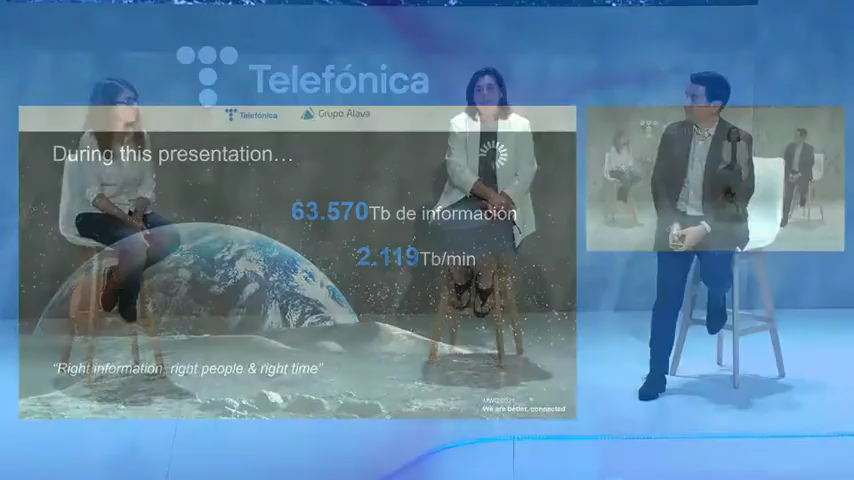 Telefónica
Telefónica Grupo Álava
During this presentation…
63.570Tb de información
2.119Tb/min
“Right information, right people & right time”
MWC2021
We are better, connected